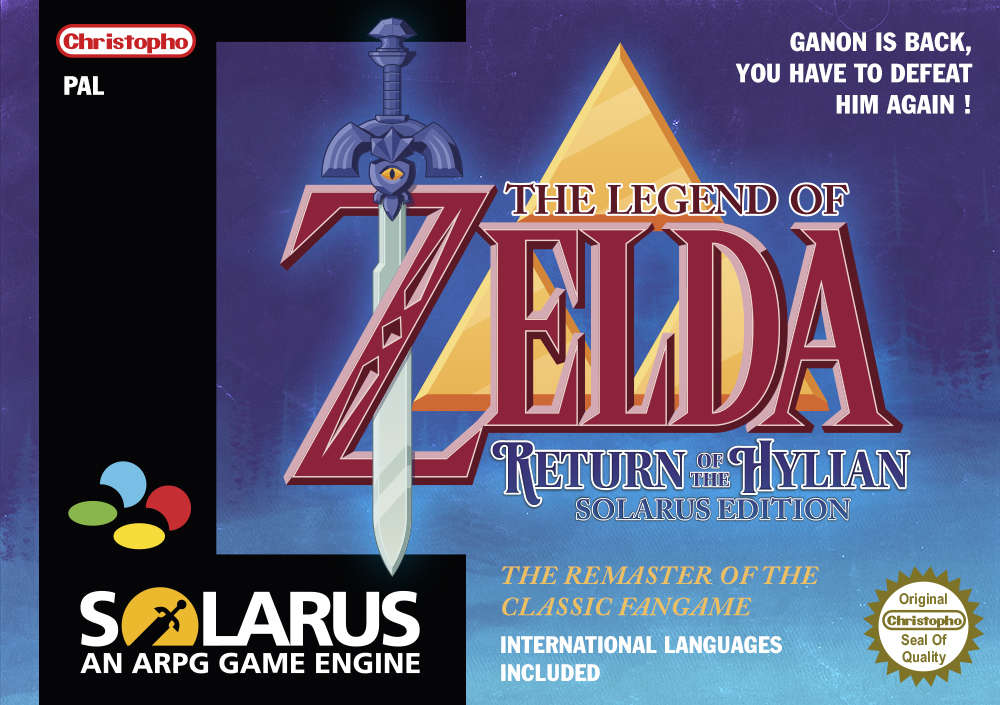 Christopho
PAL
GANON IS BACK,
YOU HAVE TO DEFEAT
HIM AGAIN !
THE LEGEND OF
ZELDA
RETURN OF THE HYLIAN
SOLARUS EDITION
SOLARUS
AN ARPG GAME ENGINE
THE REMASTER OF THE
CLASSIC FANGAME
INTERNATIONAL LANGUAGES
INCLUDED
Original
Christopho
Seal Of
Quality